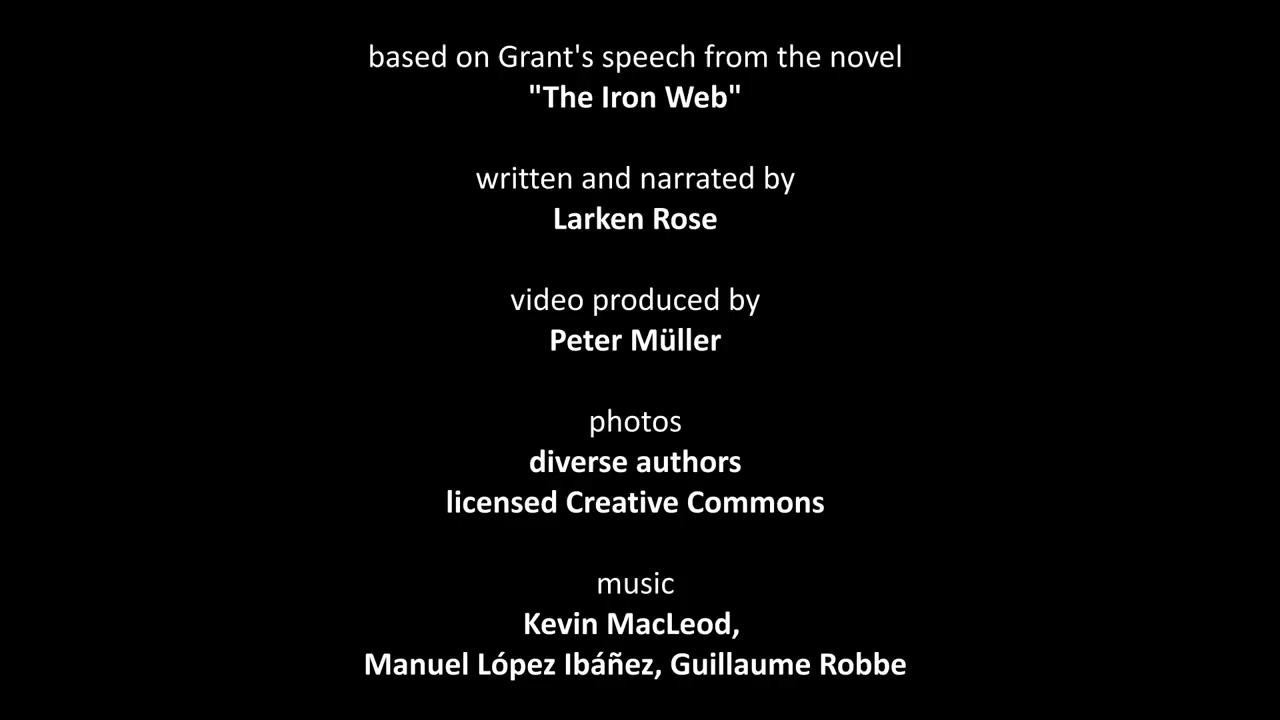 based on Grant's speech from the novel
"The Iron Web"
written and narrated by
Larken Rose
video produced by
Peter Müller
photos
diverse authors
licensed Creative Commons
music
Kevin MacLeod,
Manuel López Ibáñez, Guillaume Robbe